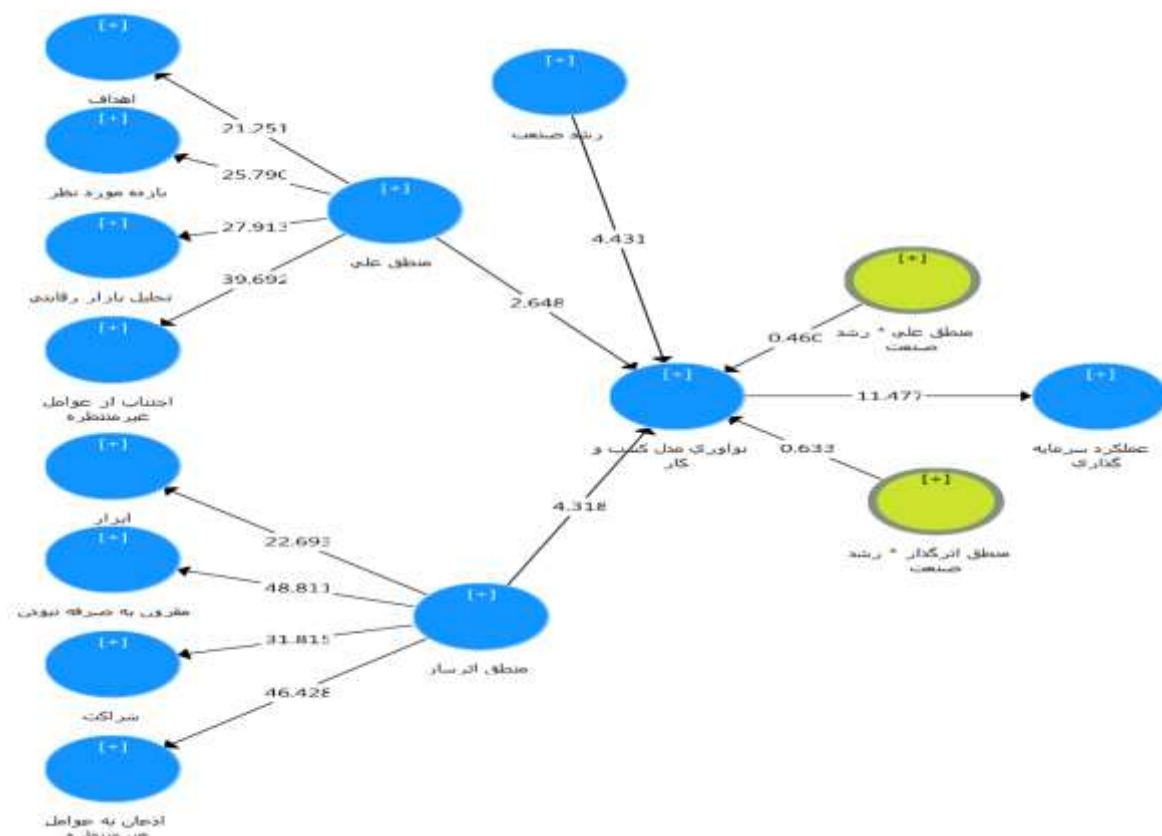 [+]
اهداف
[+]
بازده مورد نظر
[+]
تحلیل بازار رقابتی
[+]
اجتناب از عوامل
غیرمنتظره
[+]
ابزار
[+]
مقرون به صرفه نبودن
[+]
شراکت
[+]
اذعان به عوامل
21.251
25.790
27.913
39.692
[+]
منطق علی
22.693
48.811
31.815
46.428
[+]
منطق اثرساز
[+]
رشد صنعت
4.431
2.648
4.318
[+]
نوآوری مدل کسب و
کار
[+]
منطق علی * رشد
صنعت
0.460
0.633
[+]
منطق اثرگذار * رشد
صنعت
11.477
[+]
عملکرد سرمایه
گذاری